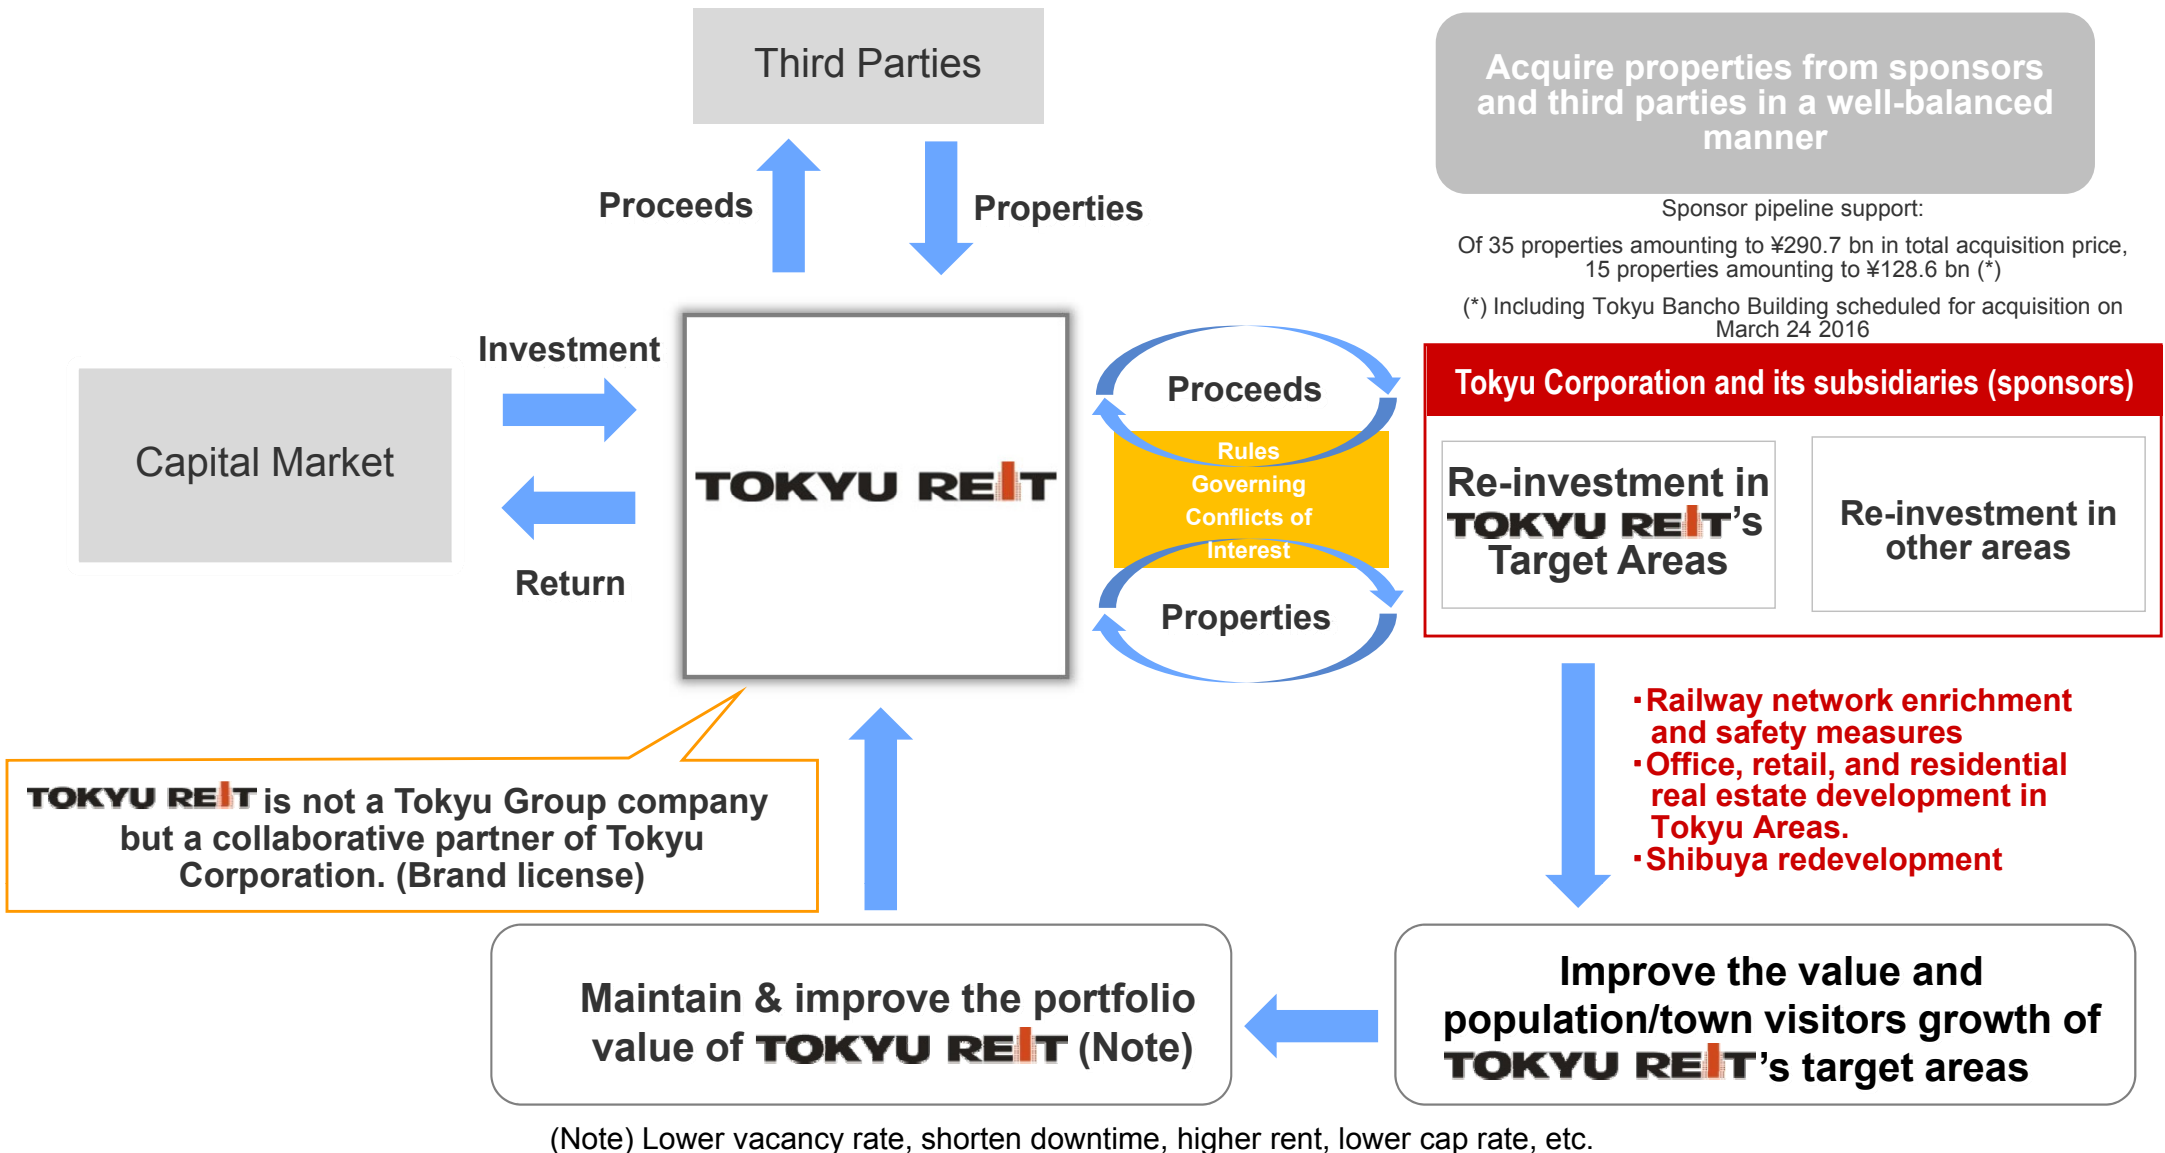 Third Parties
Acquire properties from sponsors
and third parties in a well-balanced
manner
Proceeds
Properties
Sponsor pipeline support:
Of 35 properties amounting to ¥290.7 bn in total acquisition price,
15 properties amounting to ¥128.6 bn (*)
(*) Including Tokyu Bancho Building scheduled for acquisition on
March 24 2016
Investment
Capital Market
Return
TOKYU REIT
Proceeds
Rules
Governing
Conflicts of
Interest
Properties
Tokyu Corporation and its subsidiaries (sponsors)
Re-investment in
TOKYU REIT's
Target Areas
Re-investment in
other areas
・Railway network enrichment
and safety measures
・Office, retail, and residential
real estate development in
Tokyu Areas.
・Shibuya redevelopment
TOKYU REIT is not a Tokyu Group company
but a collaborative partner of Tokyu
Corporation. (Brand license)
Maintain & improve the portfolio
value of TOKYU REIT (Note)
Improve the value and
population/town visitors growth of
TOKYU REIT's target areas
(Note) Lower vacancy rate, shorten downtime, higher rent, lower cap rate, etc.